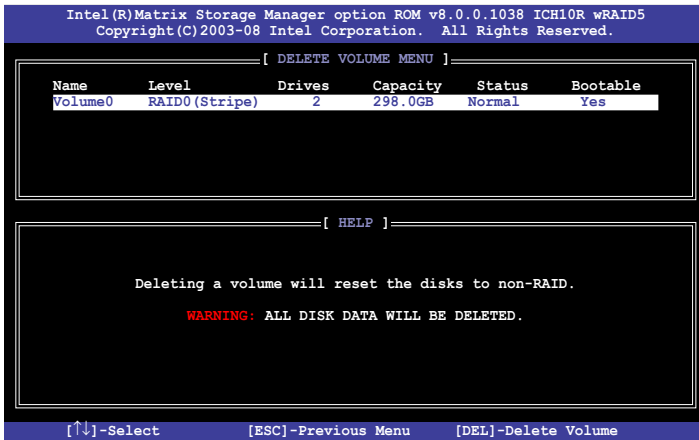 Intel(R)Matrix Storage Manager option ROM v8.0.0.1038 ICH10R wRAID5
Copyright(C)2003-08 Intel Corporation. All Rights Reserved.
[ DELETE VOLUME MENU ]
Name Level Drives Capacity Status Bootable
Volume0 RAID0(Stripe) 2 298.0GB Normal Yes
[ HELP ]
Deleting a volume will reset the disks to non-RAID.
WARNING: ALL DISK DATA WILL BE DELETED.
[↑↓]-Select [ESC]-Previous Menu [DEL]-Delete Volume